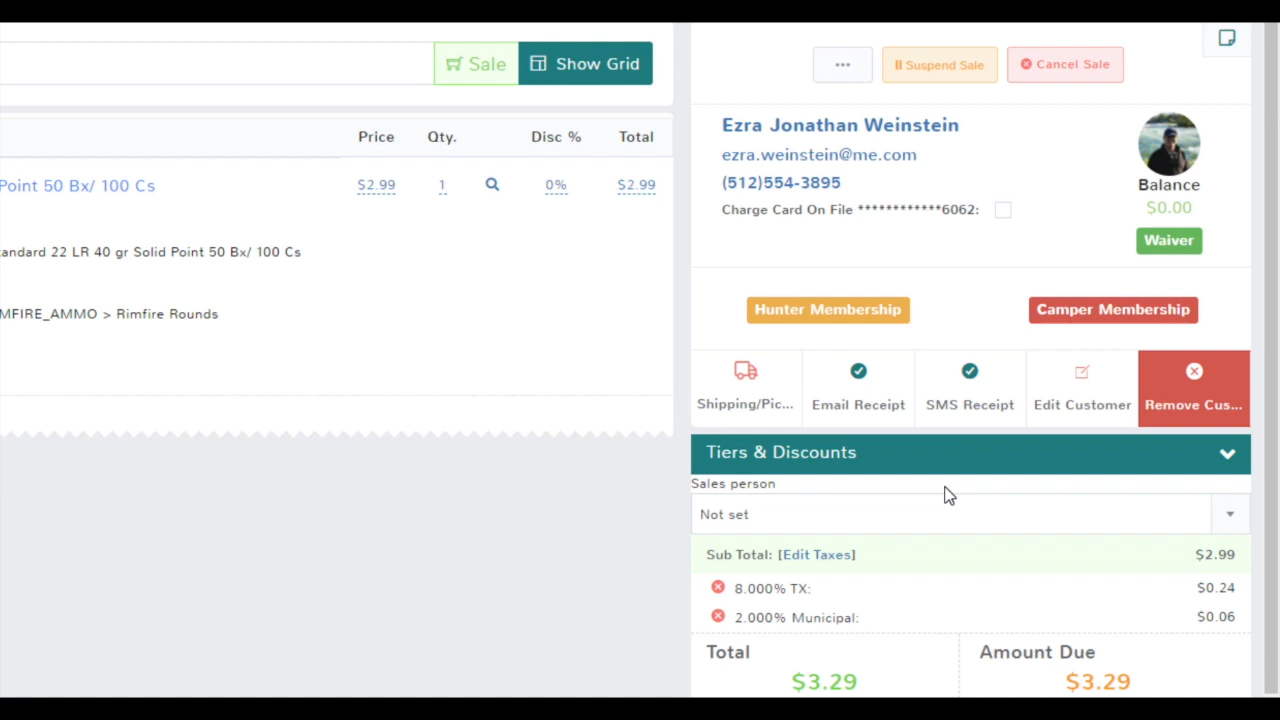 Sale
Show Grid
Price Qty. Disc % Total
Point 50 Bx/ 100 Cs $2.99 1 0% $2.99
tandard 22 LR 40 gr Solid Point 50 Bx/ 100 Cs
MFIRE_AMMO > Rimfire Rounds
... Suspend Sale Cancel Sale
Ezra Jonathan Weinstein
ezra.weinstein@me.com
(512)554-3895
Charge Card On File ************6062:
Balance
$0.00
Waiver
Hunter Membership Camper Membership
Shipping/Pic... Email Receipt SMS Receipt Edit Customer Remove Cus...
Tiers & Discounts
Sales person
Not set
Sub Total: [Edit Taxes] $2.99
8.000% TX: $0.24
2.000% Municipal: $0.06
Total Amount Due
$3.29 $3.29